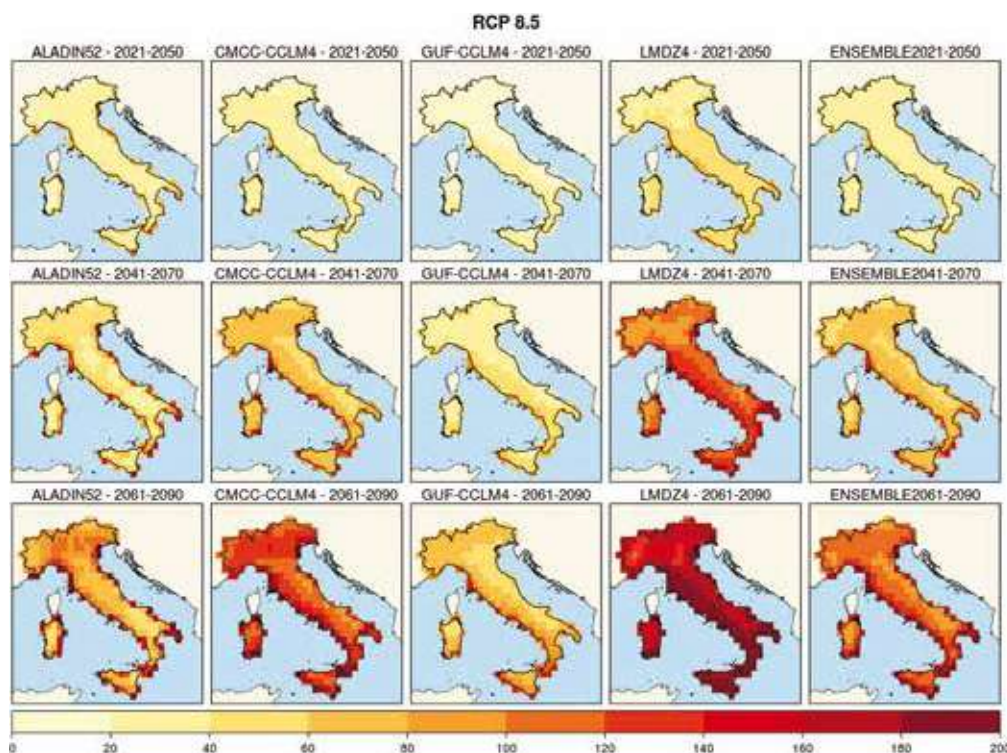 RCP 8.5
ALADIN52 - 2021-2050 CMCC-CCLM4 - 2021-2050 GUF-CCLM4 - 2021-2050 LMDZ4 - 2021-2050 ENSEMBLE2021-2050
ALADIN52 - 2041-2070 CMCC-CCLM4 - 2041-2070 GUF-CCLM4 - 2041-2070 LMDZ4 - 2041-2070 ENSEMBLE2041-2070
ALADIN52 - 2061-2090 CMCC-CCLM4 - 2061-2090 GUF-CCLM4 - 2061-2090 LMDZ4 - 2061-2090 ENSEMBLE2061-2090
0 20 40 60 80 100 120 140 160 180 200